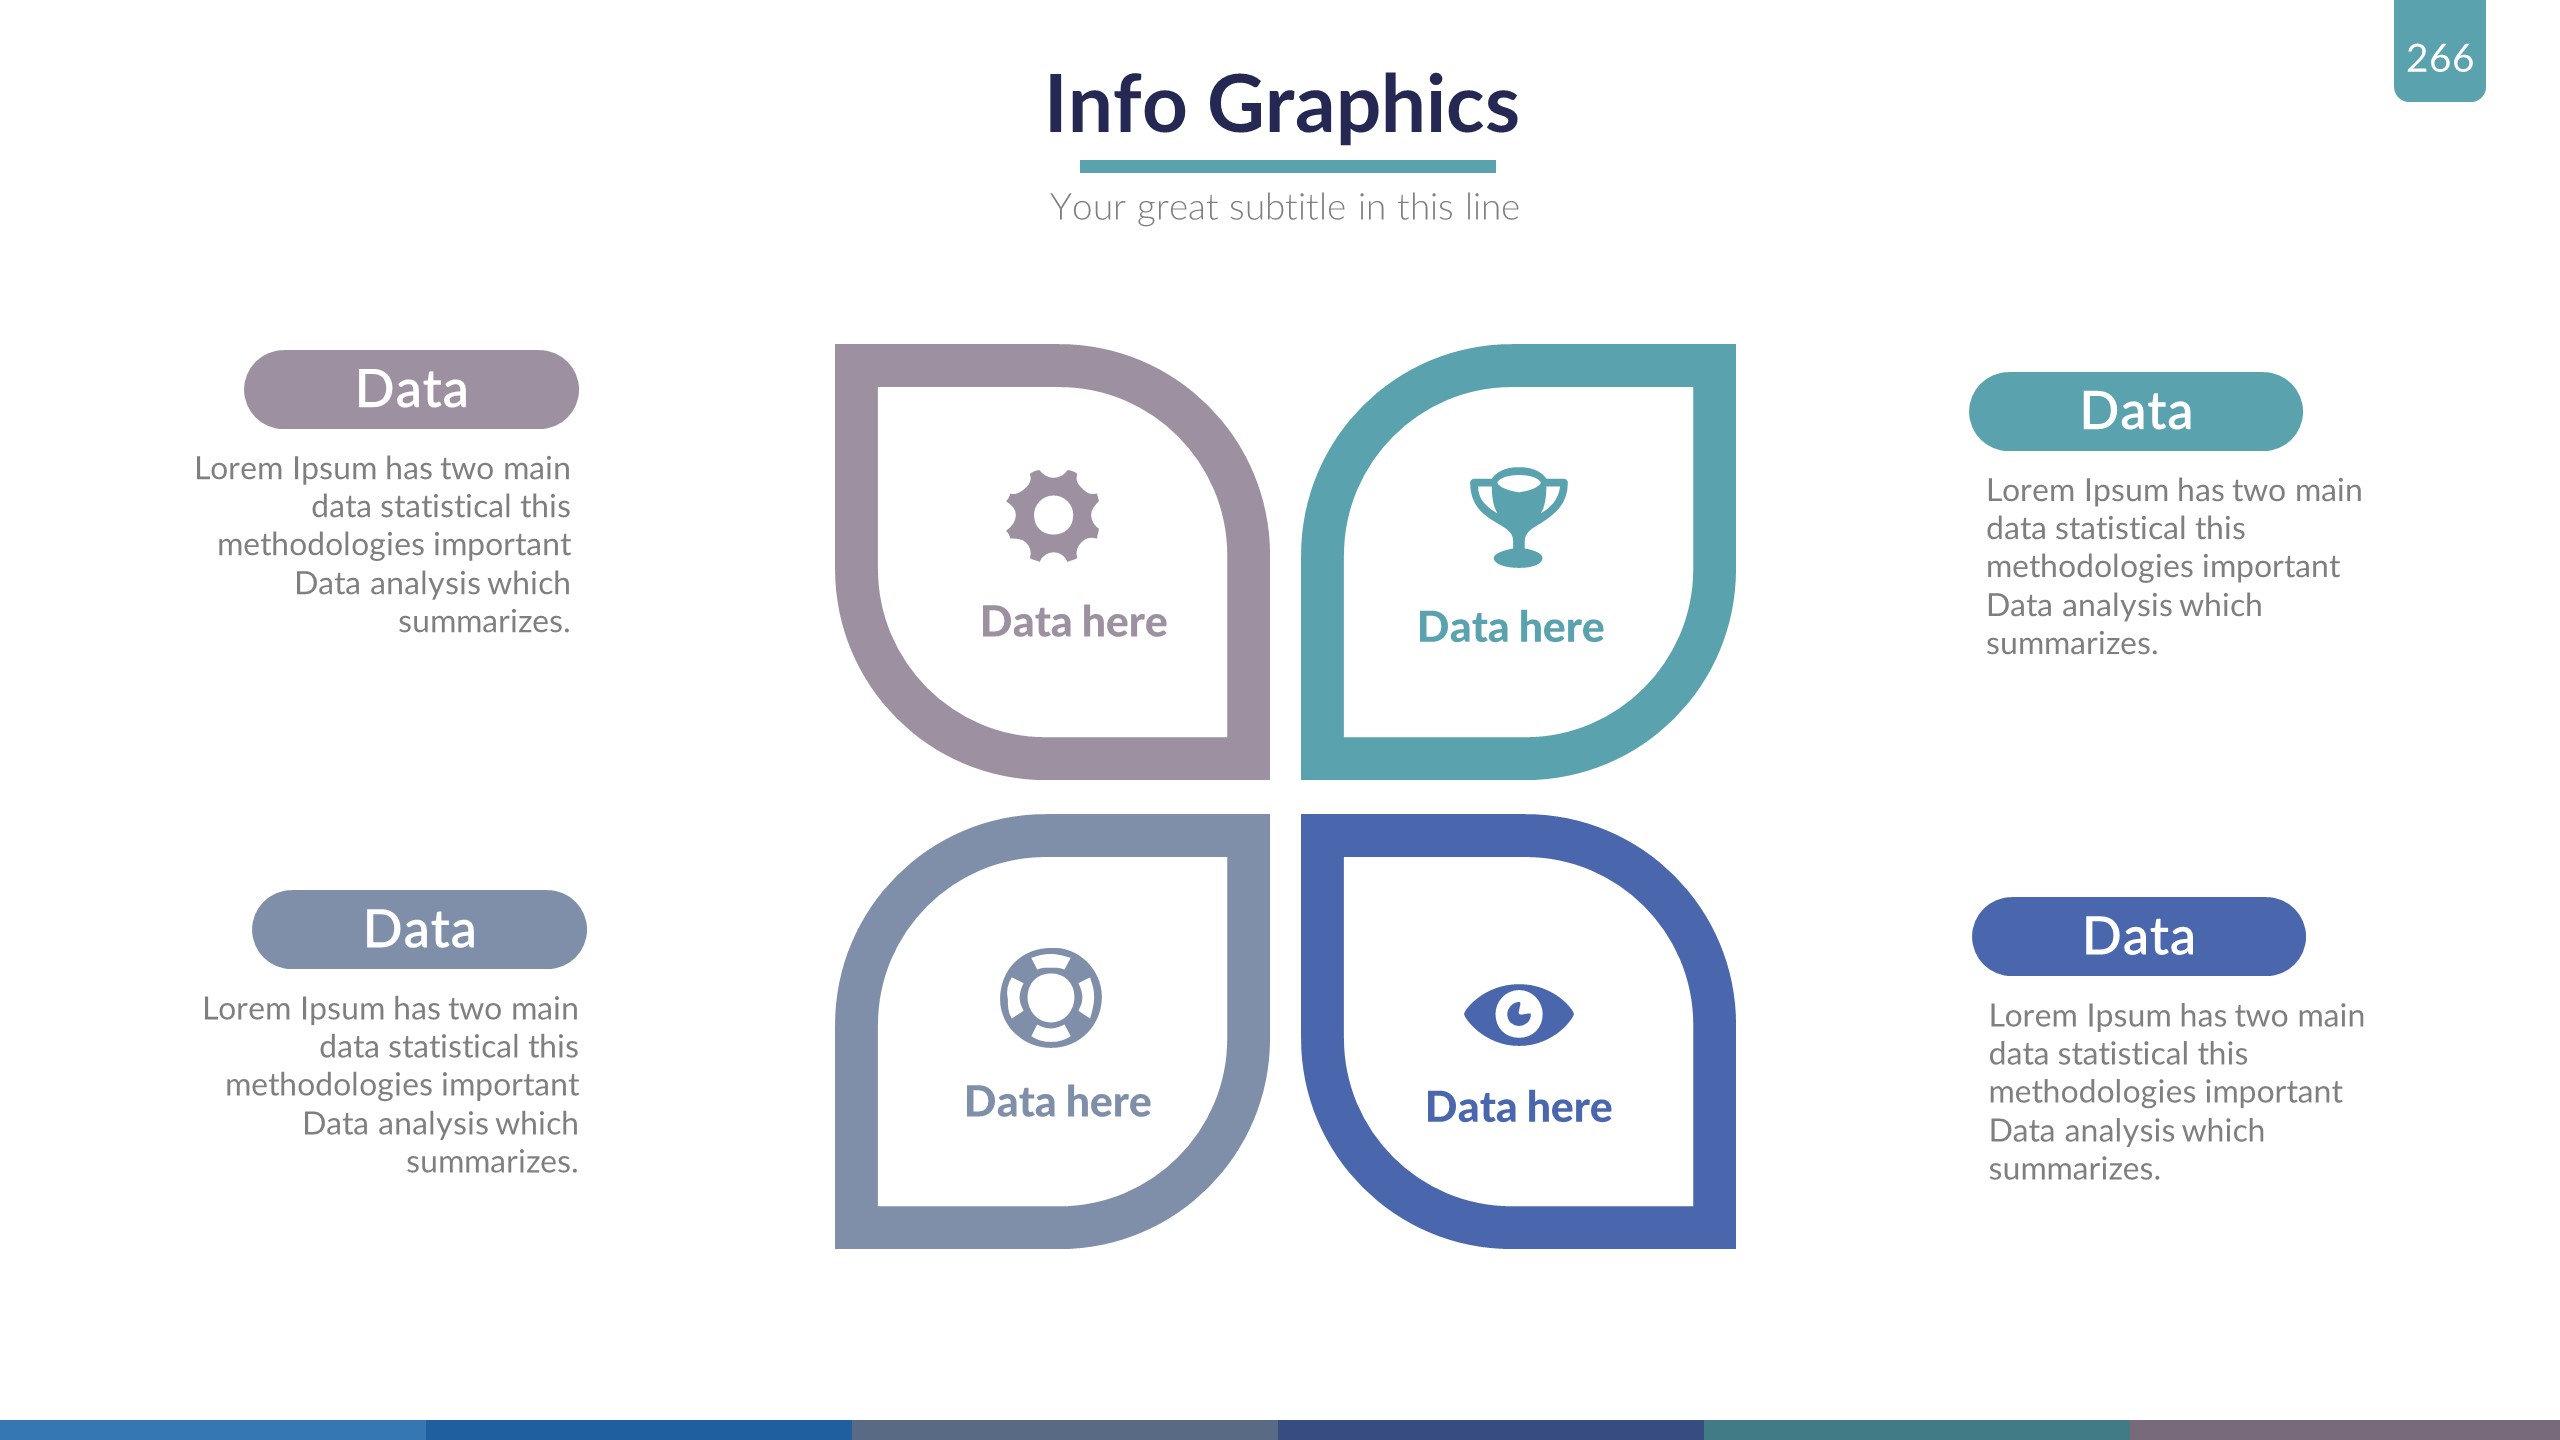 266
Info Graphics
Your great subtitle in this line
Data
Lorem Ipsum has two main
data statistical this
methodologies important
Data analysis which
summarizes.
Data here
Data here
Data
Lorem Ipsum has two main
data statistical this
methodologies important
Data analysis which
summarizes.
Data
Lorem Ipsum has two main
data statistical this
methodologies important
Data analysis which
summarizes.
Data here
Data here
Data
Lorem Ipsum has two main
data statistical this
methodologies important
Data analysis which
summarizes.